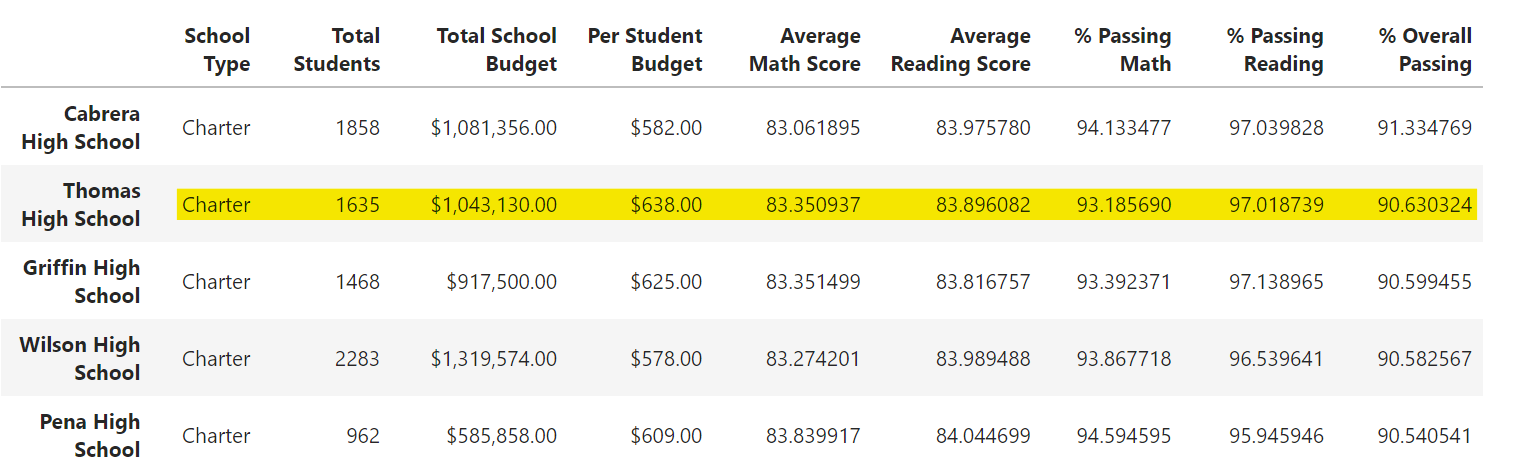 School Total Total School Per Student Average Average % Passing % Passing % Overall
Type Students Budget Budget Math Score Reading Score Math Reading Passing
Cabrera
High School Charter 1858 $1,081,356.00 $582.00 83.061895 83.975780 94.133477 97.039828 91.334769
Thomas
High School Charter 1635 $1,043,130.00 $638.00 83.350937 83.896082 93.185690 97.018739 90.630324
Griffin High
School Charter 1468 $917,500.00 $625.00 83.351499 83.816757 93.392371 97.138965 90.599455
Wilson High
School Charter 2283 $1,319,574.00 $578.00 83.274201 83.989488 93.867718 96.539641 90.582567
Pena High
School Charter 962 $585,858.00 $609.00 83.839917 84.044699 94.594595 95.945946 90.540541